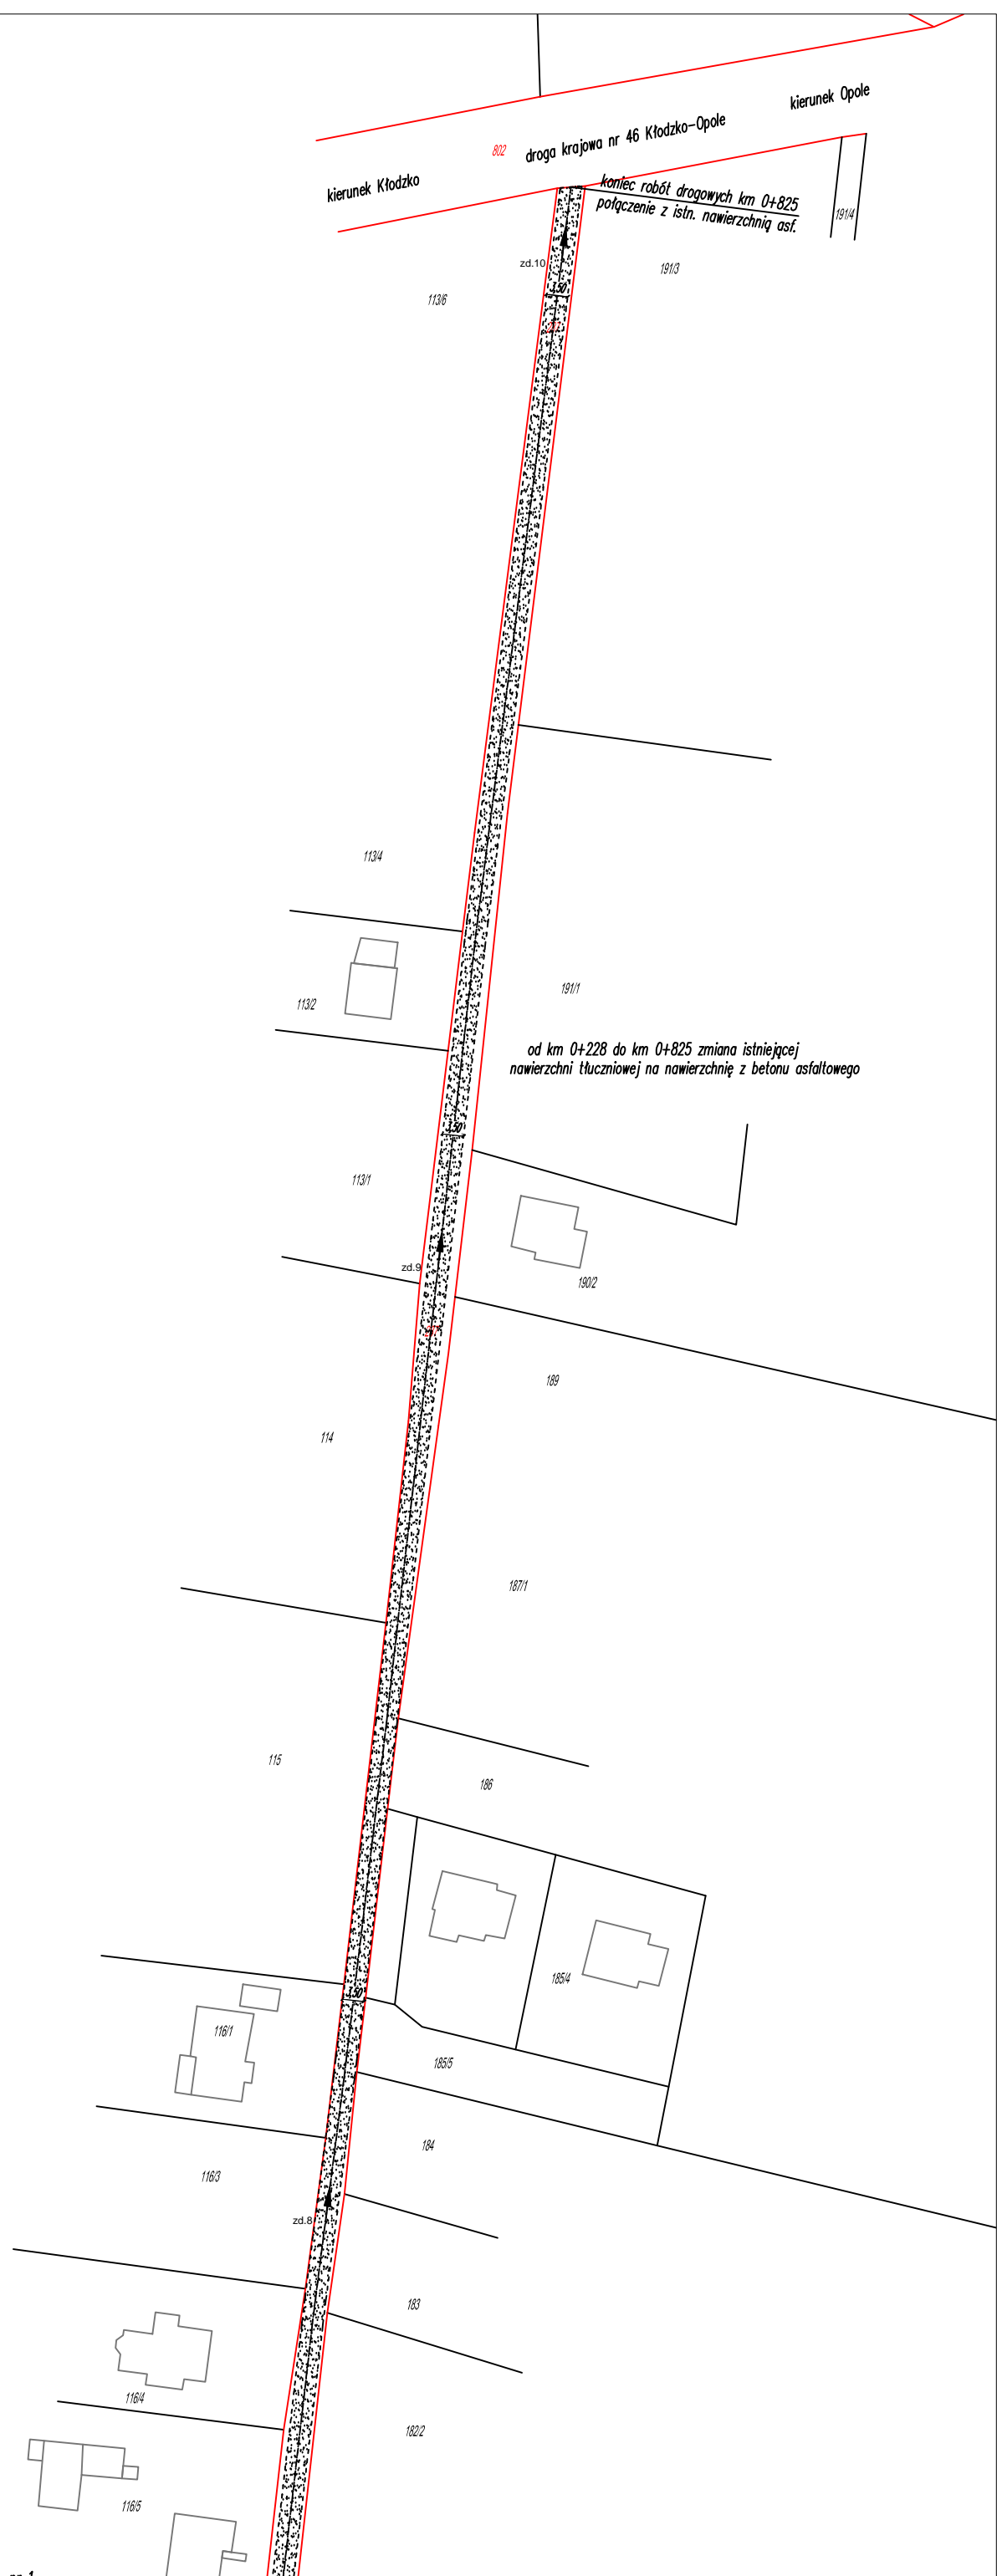 kierunek Opole
802
droga krajowa nr 46 Kłodzko-Opole
kierunek Kłodzko
koniec robót drogowych km 0+825
połączenie z istn. nawierzchnią asf.
191/4
zd.10
191/3
3.50
113/6
113/4
191/1
113/2
od km 0+228 do km 0+825 zmiana istniejącej
nawierzchni tłuczniowej na nawierzchnię z betonu asfaltowego
3.50
113/1
zd.9
190/2
189
114
187/1
115
186
185/4
3.50
116/1
185/5
184
116/3
zd.8
183
116/4
182/2
116/5